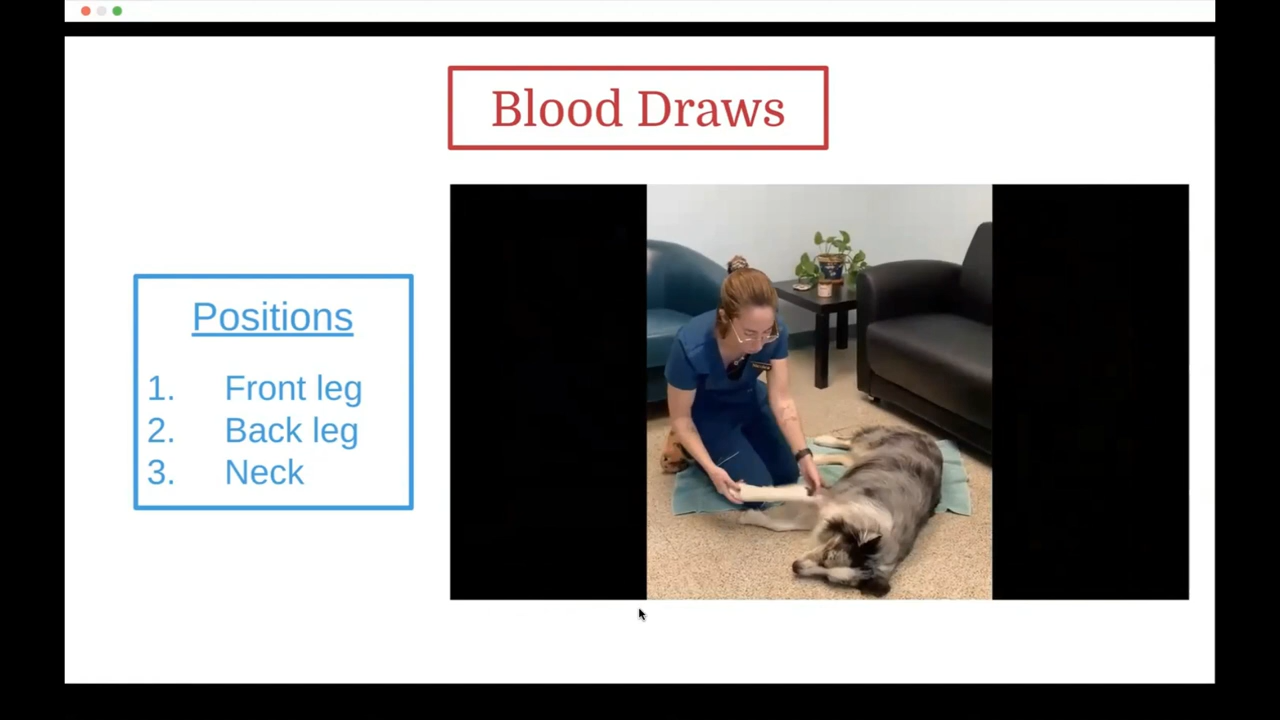 Blood Draws
Positions
1. Front leg
2. Back leg
3. Neck